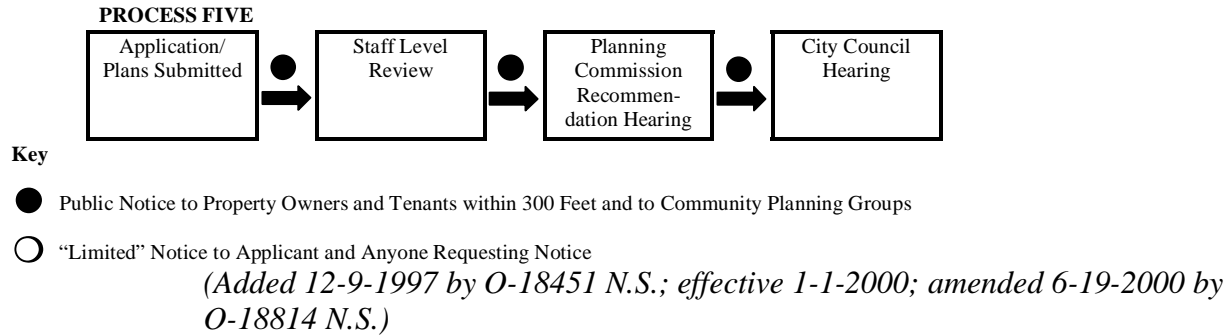 PROCESS FIVE
Application/
Plans Submitted
Staff Level
Review
Planning
Commission
Recommen-
dation Hearing
City Council
Hearing
Key
Public Notice to Property Owners and Tenants within 300 Feet and to Community Planning Groups
“Limited” Notice to Applicant and Anyone Requesting Notice
(Added 12-9-1997 by O-18451 N.S.; effective 1-1-2000; amended 6-19-2000 by
O-18814 N.S.)